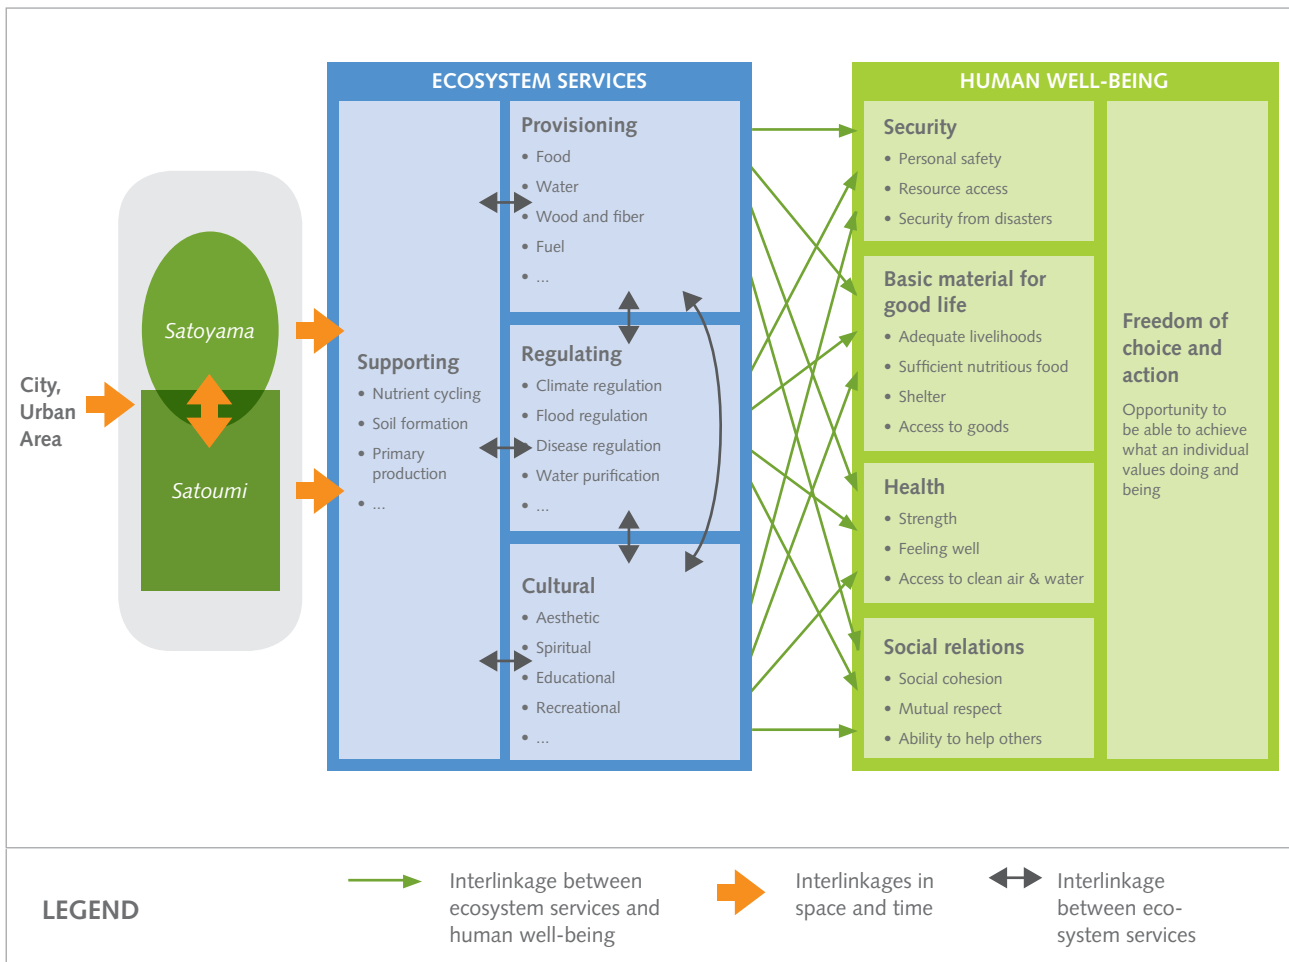 City,
Urban
Area
Satoyama
Satoumi
ECOSYSTEM SERVICES
Supporting
• Nutrient cycling
• Soil formation
• Primary
production
• ...
Provisioning
• Food
• Water
• Wood and fiber
• Fuel
• ...
Regulating
• Climate regulation
• Flood regulation
• Disease regulation
• Water purification
• ...
Cultural
• Aesthetic
• Spiritual
• Educational
• Recreational
• ...
HUMAN WELL-BEING
Security
• Personal safety
• Resource access
• Security from disasters
Basic material for
good life
• Adequate livelihoods
• Sufficient nutritious food
• Shelter
• Access to goods
Health
• Strength
• Feeling well
• Access to clean air & water
Social relations
• Social cohesion
• Mutual respect
• Ability to help others
Freedom of
choice and
action
Opportunity to
be able to achieve
what an individual
values doing and
being
LEGEND
Interlinkage between
ecosystem services and
human well-being
Interlinkages in
space and time
Interlinkage
between eco-
system services